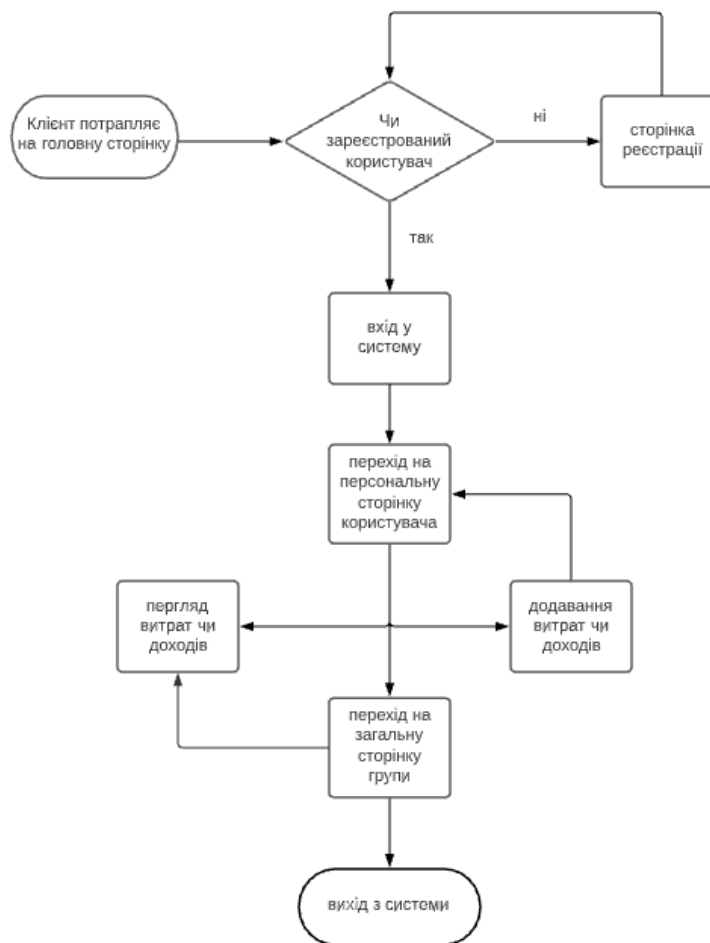 Клієнт потрапляє
на головну сторінку
Чи
зареєстрований
користувач
ні
сторінка
реєстрації
так
вхід у
систему
перехід на
персональну
сторінку
користувача
пергляд
витрат чи
доходів
додавання
витрат чи
доходів
перехід на
загальну
сторінку
групи
вихід з системи